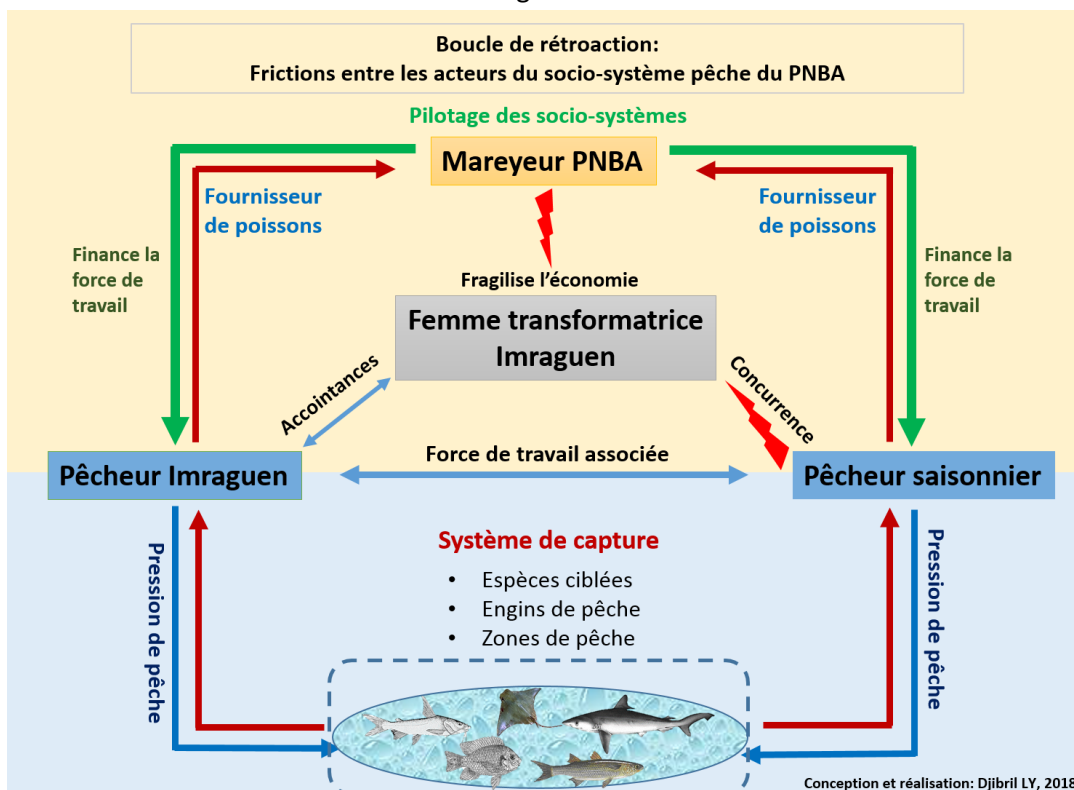 Boucle de rétroaction:
Frictions entre les acteurs du socio-système pêche du PNBA
Pilotage des socio-systèmes
Mareyeur PNBA
Fournisseur
de poissons
Fournisseur
de poissons
Finance la
force de
travail
Finance la
force de
travail
Fragilise l'économie
Femme transformatrice
Imraguen
Accointances
Concurrence
Force de travail associée
Pêcheur Imraguen
Pêcheur saisonnier
Pression de pêche
Pression de pêche
Système de capture
• Espèces ciblées
• Engins de pêche
• Zones de pêche
Conception et réalisation: Djibril LY, 2018